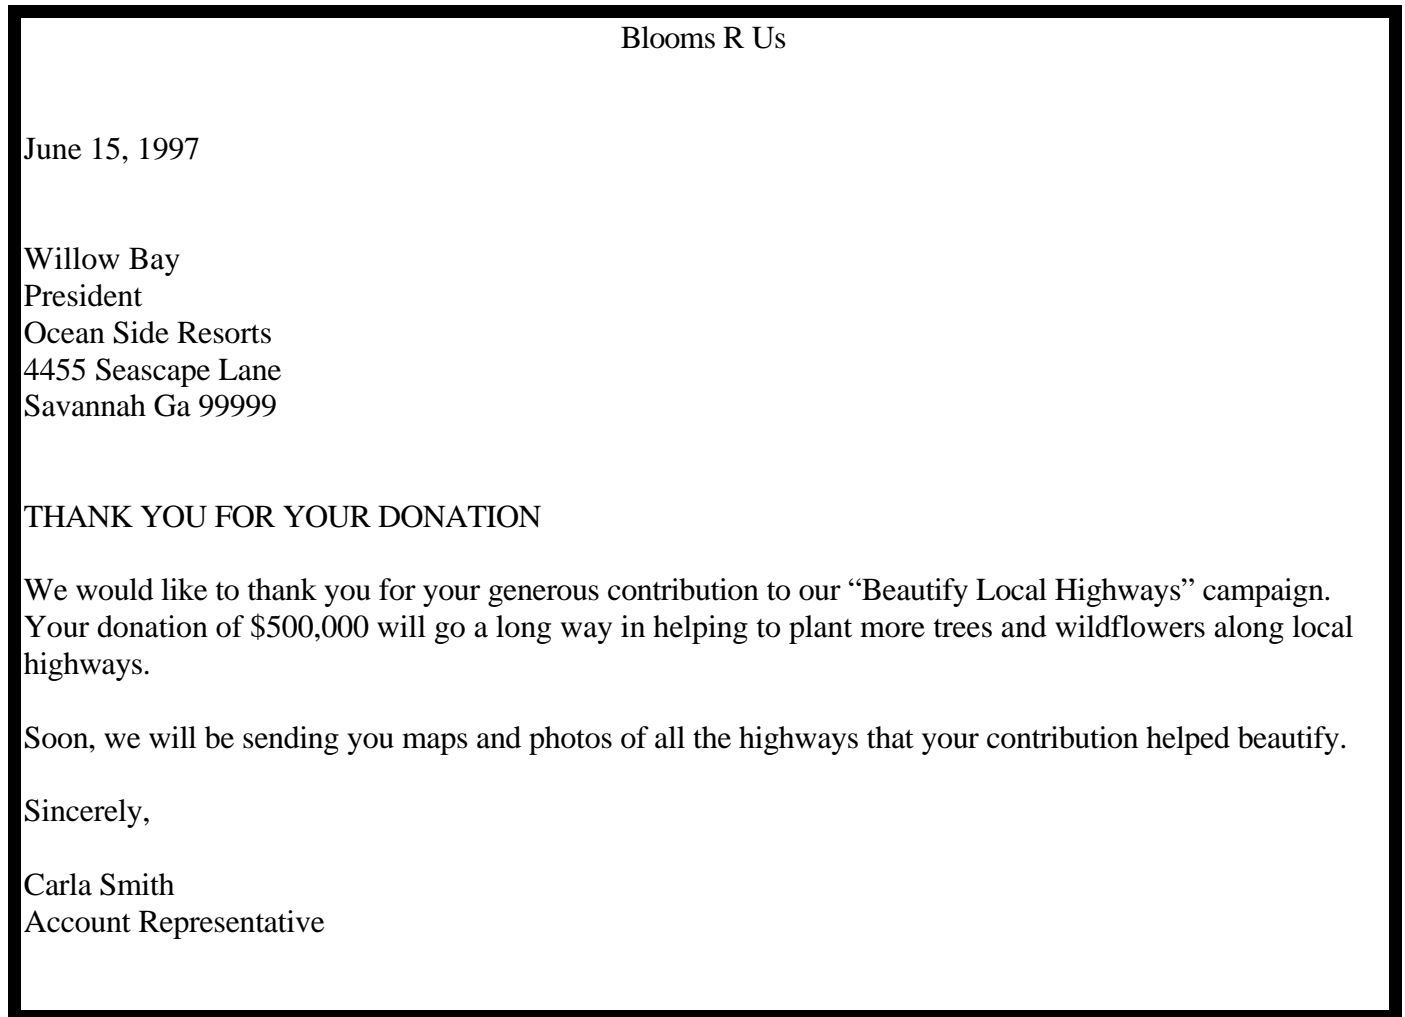 Blooms R Us
June 15, 1997
Willow Bay
President
Ocean Side Resorts
4455 Seascape Lane
Savannah Ga 99999
THANK YOU FOR YOUR DONATION
We would like to thank you for your generous contribution to our “Beautify Local Highways” campaign.
Your donation of $500,000 will go a long way in helping to plant more trees and wildflowers along local
highways.
Soon, we will be sending you maps and photos of all the highways that your contribution helped beautify.
Sincerely,
Carla Smith
Account Representative